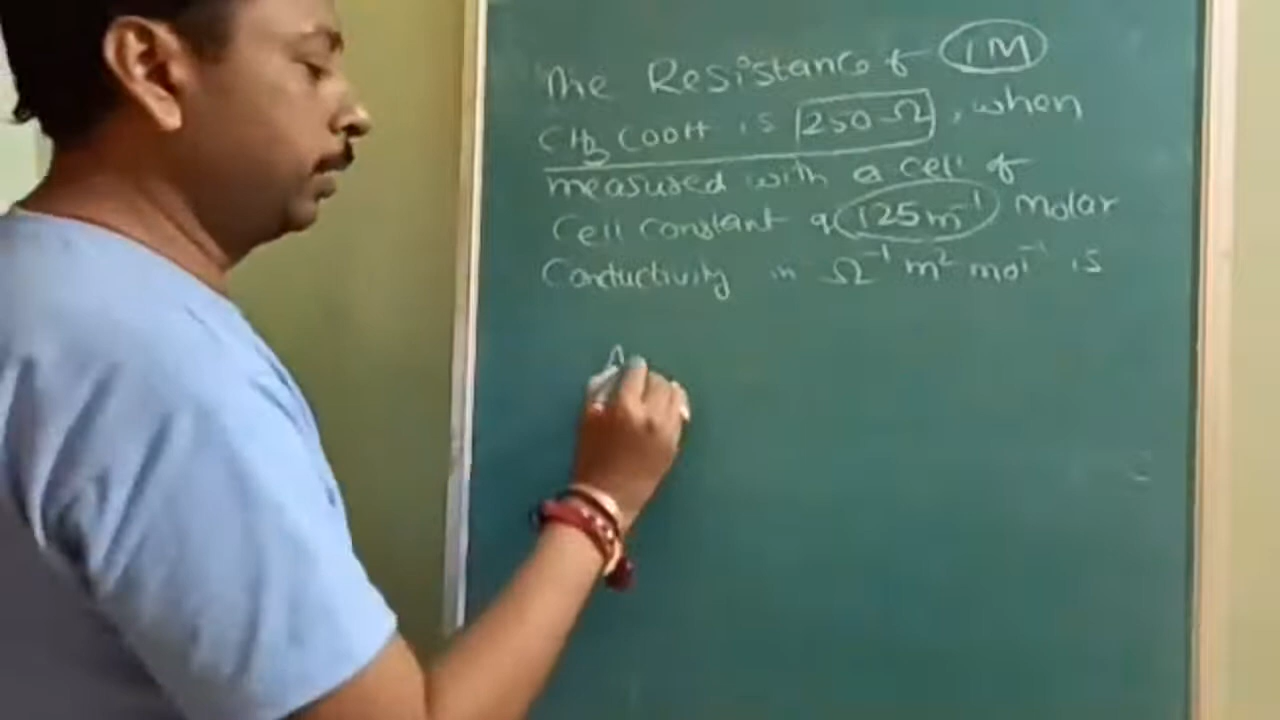 The Resistance of 1M
CH3COOH is 250 Ω, when
measured with a cell of
Cell constant of 125 m⁻¹ Molar
Conductivity in Ω⁻¹ m² mol⁻¹ is